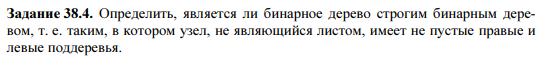 Задание 38.4. Определить, является ли бинарное дерево строгим бинарным дере-
вом, т. е. таким, в котором узел, не являющийся листом, имеет не пустые правые и
левые поддеревья.